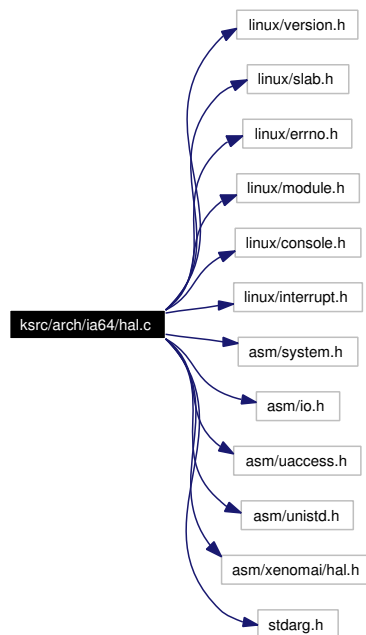 linux/version.h
linux/slab.h
linux/errno.h
linux/module.h
linux/console.h
linux/interrupt.h
ksrc/arch/ia64/hal.c
asm/system.h
asm/io.h
asm/uaccess.h
asm/unistd.h
asm/xenomai/hal.h
stdarg.h